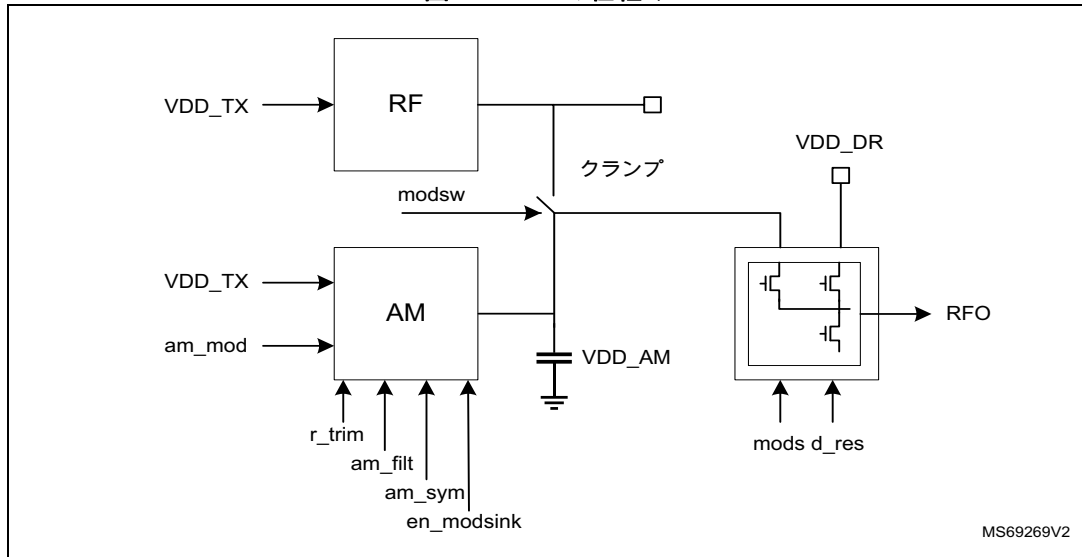 VDD_TX
RF
VDD_DR
クランプ
modsw
VDD_TX
AM
am_mod
VDD_AM
RFO
r_trim
am_filt
am_sym
en_modsink
mods d_res
MS69269V2